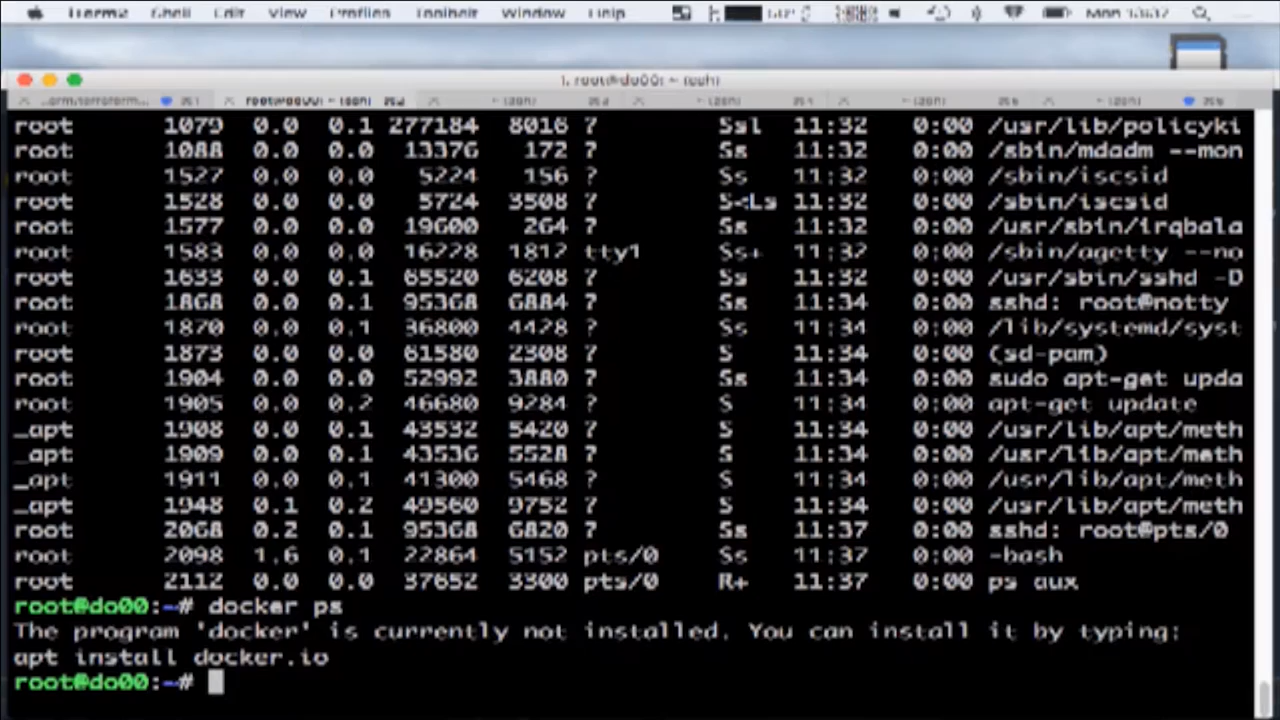 iTerm2 Shell Edit View Profiles Toolbelt Window Help Mon
1. root@do00: ~ (ssh)
root@do00: ~ (ssh)
root 1079 0.0 0.1 277184 8016 ? Ssl 11:32 0:00 /usr/lib/policyki
root 1088 0.0 0.0 13376 172 ? Ss 11:32 0:00 /sbin/mdadm --mon
root 1527 0.0 0.0 5224 156 ? Ss 11:32 0:00 /sbin/iscsid
root 1528 0.0 0.0 5724 3508 ? S<Ls 11:32 0:00 /sbin/iscsid
root 1577 0.0 0.0 19600 264 ? Ss 11:32 0:00 /usr/sbin/irqbala
root 1583 0.0 0.0 16228 1812 tty1 Ss+ 11:32 0:00 /sbin/agetty --no
root 1633 0.0 0.1 65520 6208 ? Ss 11:32 0:00 /usr/sbin/sshd -D
root 1868 0.0 0.1 95368 6884 ? Ss 11:34 0:00 sshd: root@notty
root 1870 0.0 0.1 36800 4428 ? Ss 11:34 0:00 /lib/systemd/syst
root 1873 0.0 0.0 61580 2308 ? S 11:34 0:00 (sd-pam)
root 1904 0.0 0.0 52992 3880 ? Ss 11:34 0:00 sudo apt-get upda
root 1905 0.0 0.2 46680 9284 ? S 11:34 0:00 apt-get update
_apt 1908 0.0 0.1 43532 5420 ? S 11:34 0:00 /usr/lib/apt/meth
_apt 1909 0.0 0.1 43536 5528 ? S 11:34 0:00 /usr/lib/apt/meth
_apt 1911 0.0 0.1 41300 5468 ? S 11:34 0:00 /usr/lib/apt/meth
_apt 1948 0.1 0.2 49560 9752 ? S 11:34 0:00 /usr/lib/apt/meth
root 2068 0.2 0.1 95368 6820 ? Ss 11:37 0:00 sshd: root@pts/0
root 2098 1.6 0.1 22864 5152 pts/0 Ss 11:37 0:00 -bash
root 2112 0.0 0.0 37652 3300 pts/0 R+ 11:37 0:00 ps aux
root@do00:~# docker ps
The program 'docker' is currently not installed. You can install it by typing:
apt install docker.io
root@do00:~#